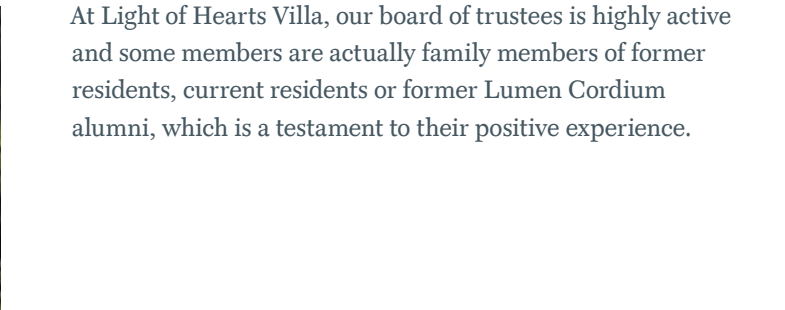 At Light of Hearts Villa, our board of trustees is highly active
and some members are actually family members of former
residents, current residents or former Lumen Cordium
alumni, which is a testament to their positive experience.